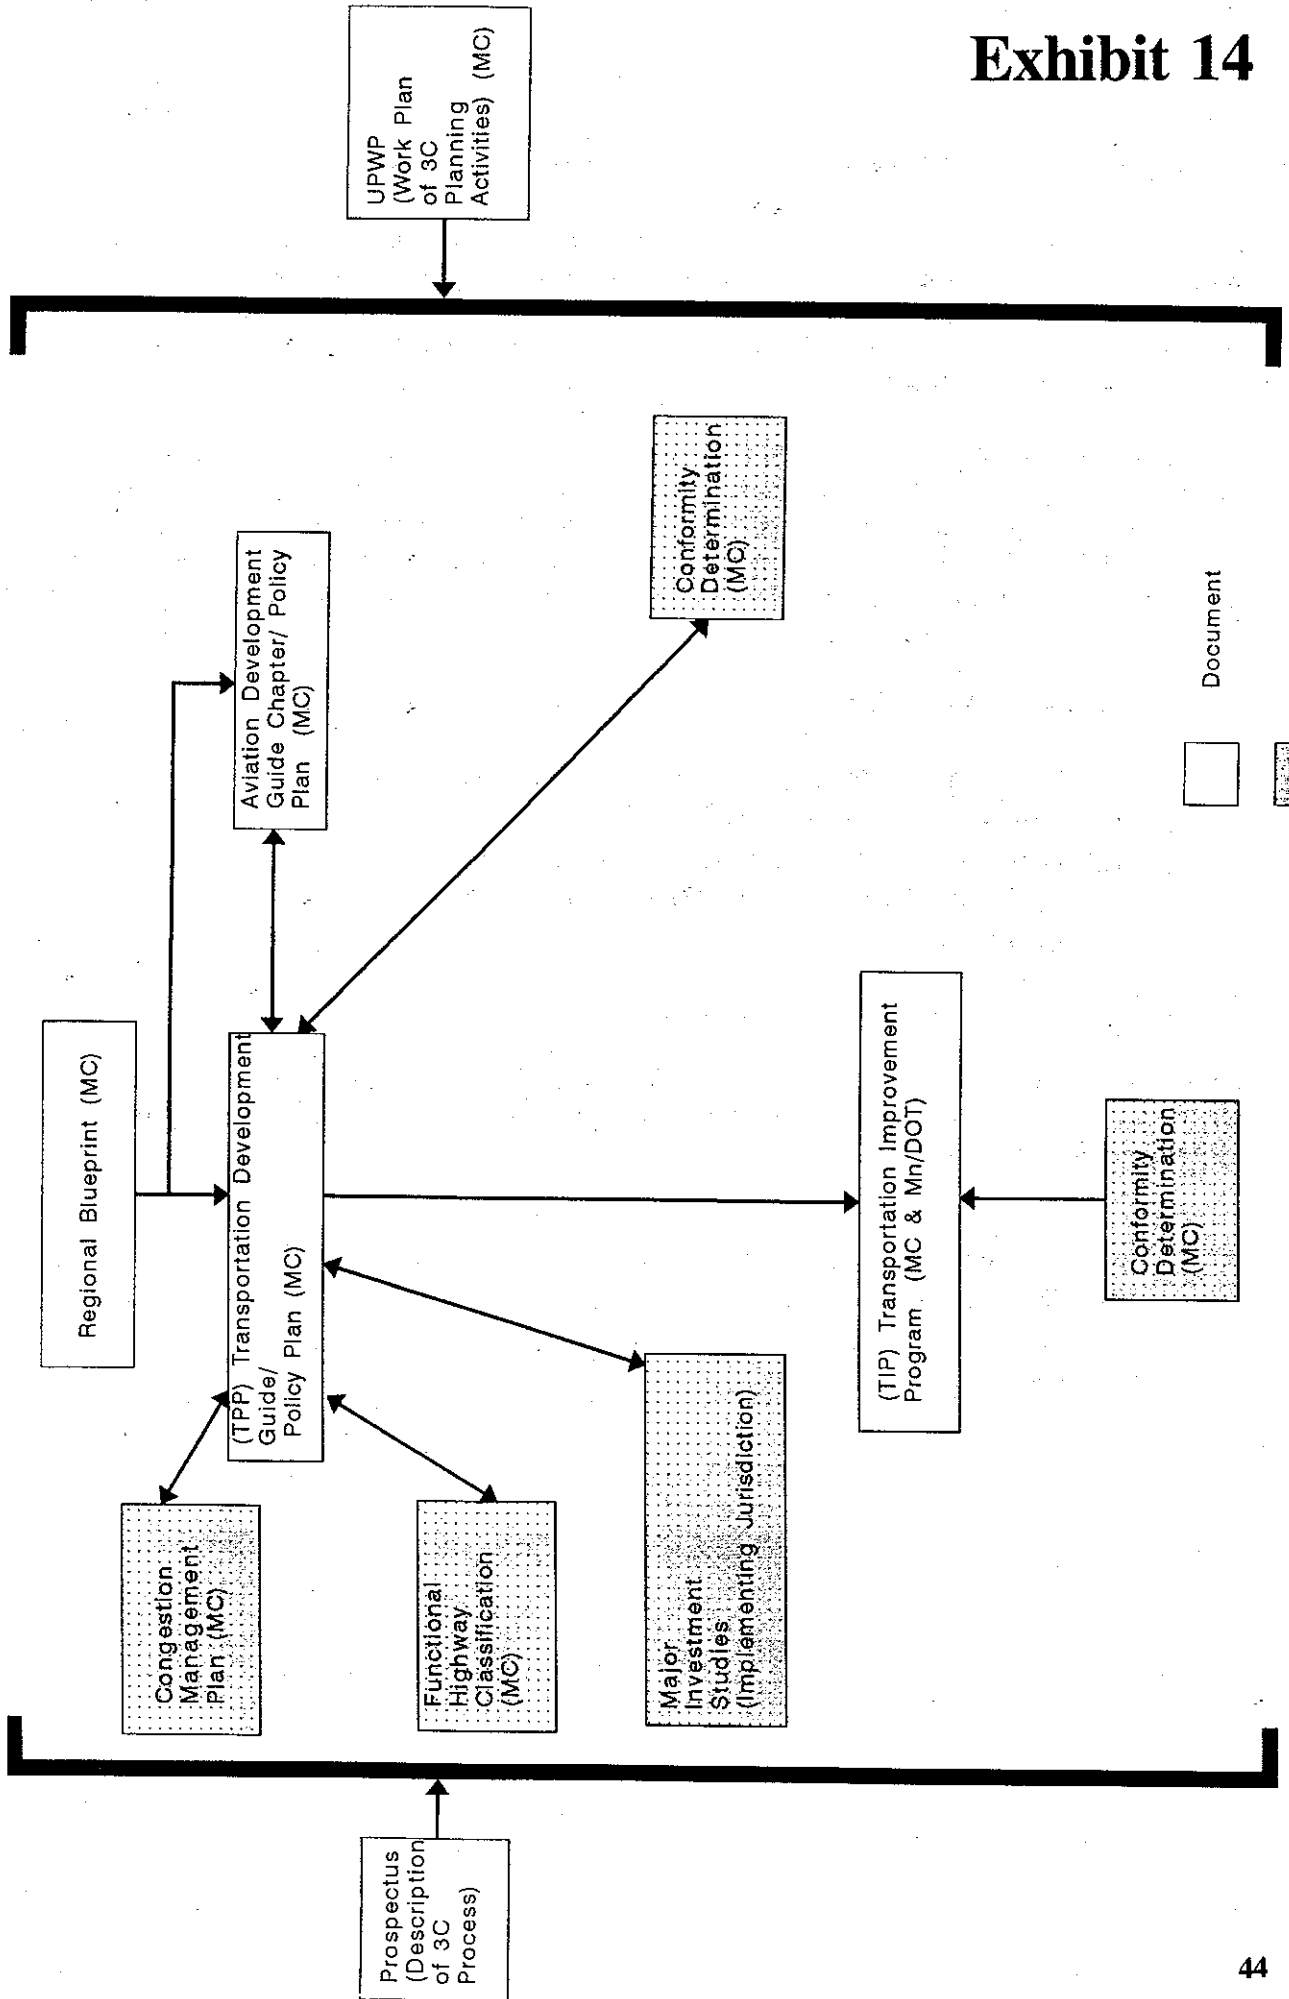 Exhibit 14
Regional Blueprint (MC)
Congestion
Management
Plan (MC)
(TPP) Transportation Development
Guide/
Policy Plan (MC)
Aviation Development
Guide Chapter/ Policy
Plan (MC)
Prospectus
(Description
of 3C
Process)
UPWP
(Work Plan
of 3C
Planning
Activities) (MC)
Functional
Highway
Classification
(MC)
Major
Investment
Studies
(Implementing Jurisdiction)
Conformity
Determination
(MC)
(TIP) Transportation Improvement
Program (MC & Mn/DOT)
Conformity
Determination
(MC)
Document
44